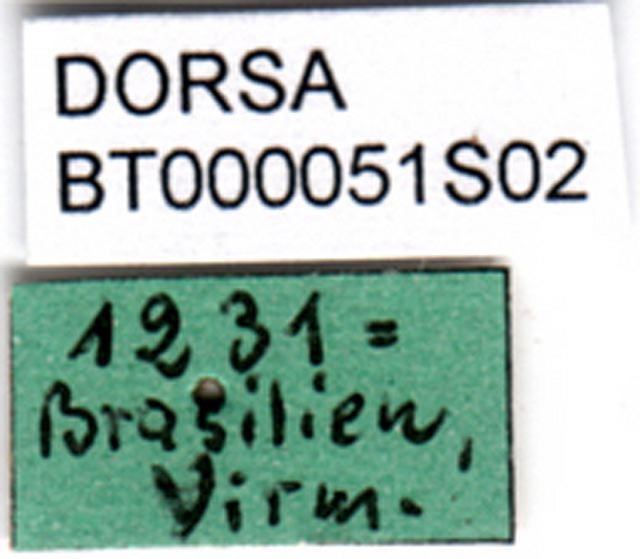 DORSA
BT000051S02
1231=
Brasilien,
Virm.